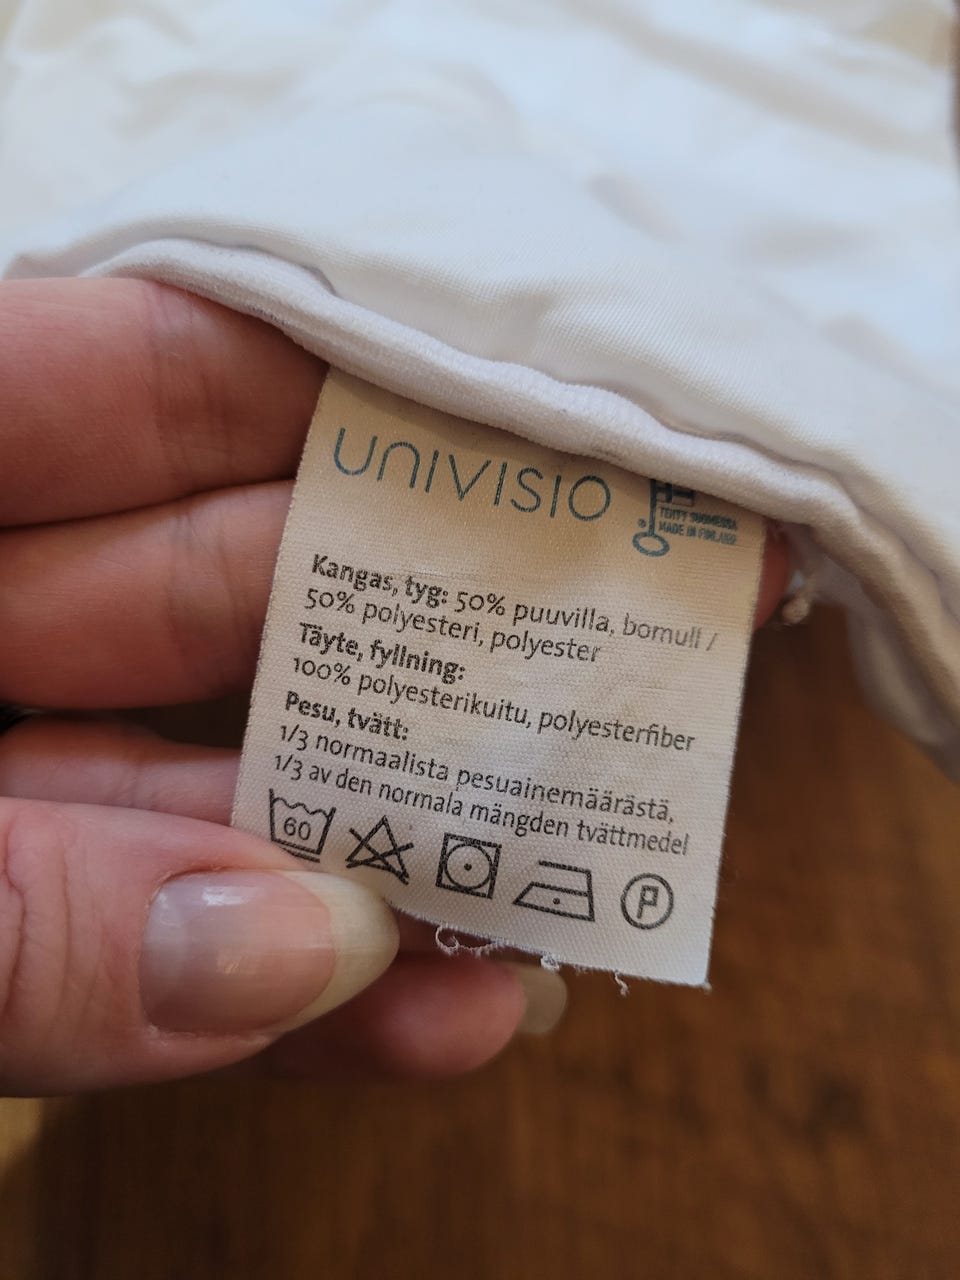 UNIVISIO
TEHTY SUOMESSA
MADE IN FINLAND
Kangas, tyg: 50% puuvilla, bomull /
50% polyesteri, polyester
Täyte, fyllning:
100% polyesterikuitu, polyesterfiber
Pesu, tvätt:
1/3 normaalista pesuainemäärästä,
1/3 av den normala mängden tvättmedel
60
P